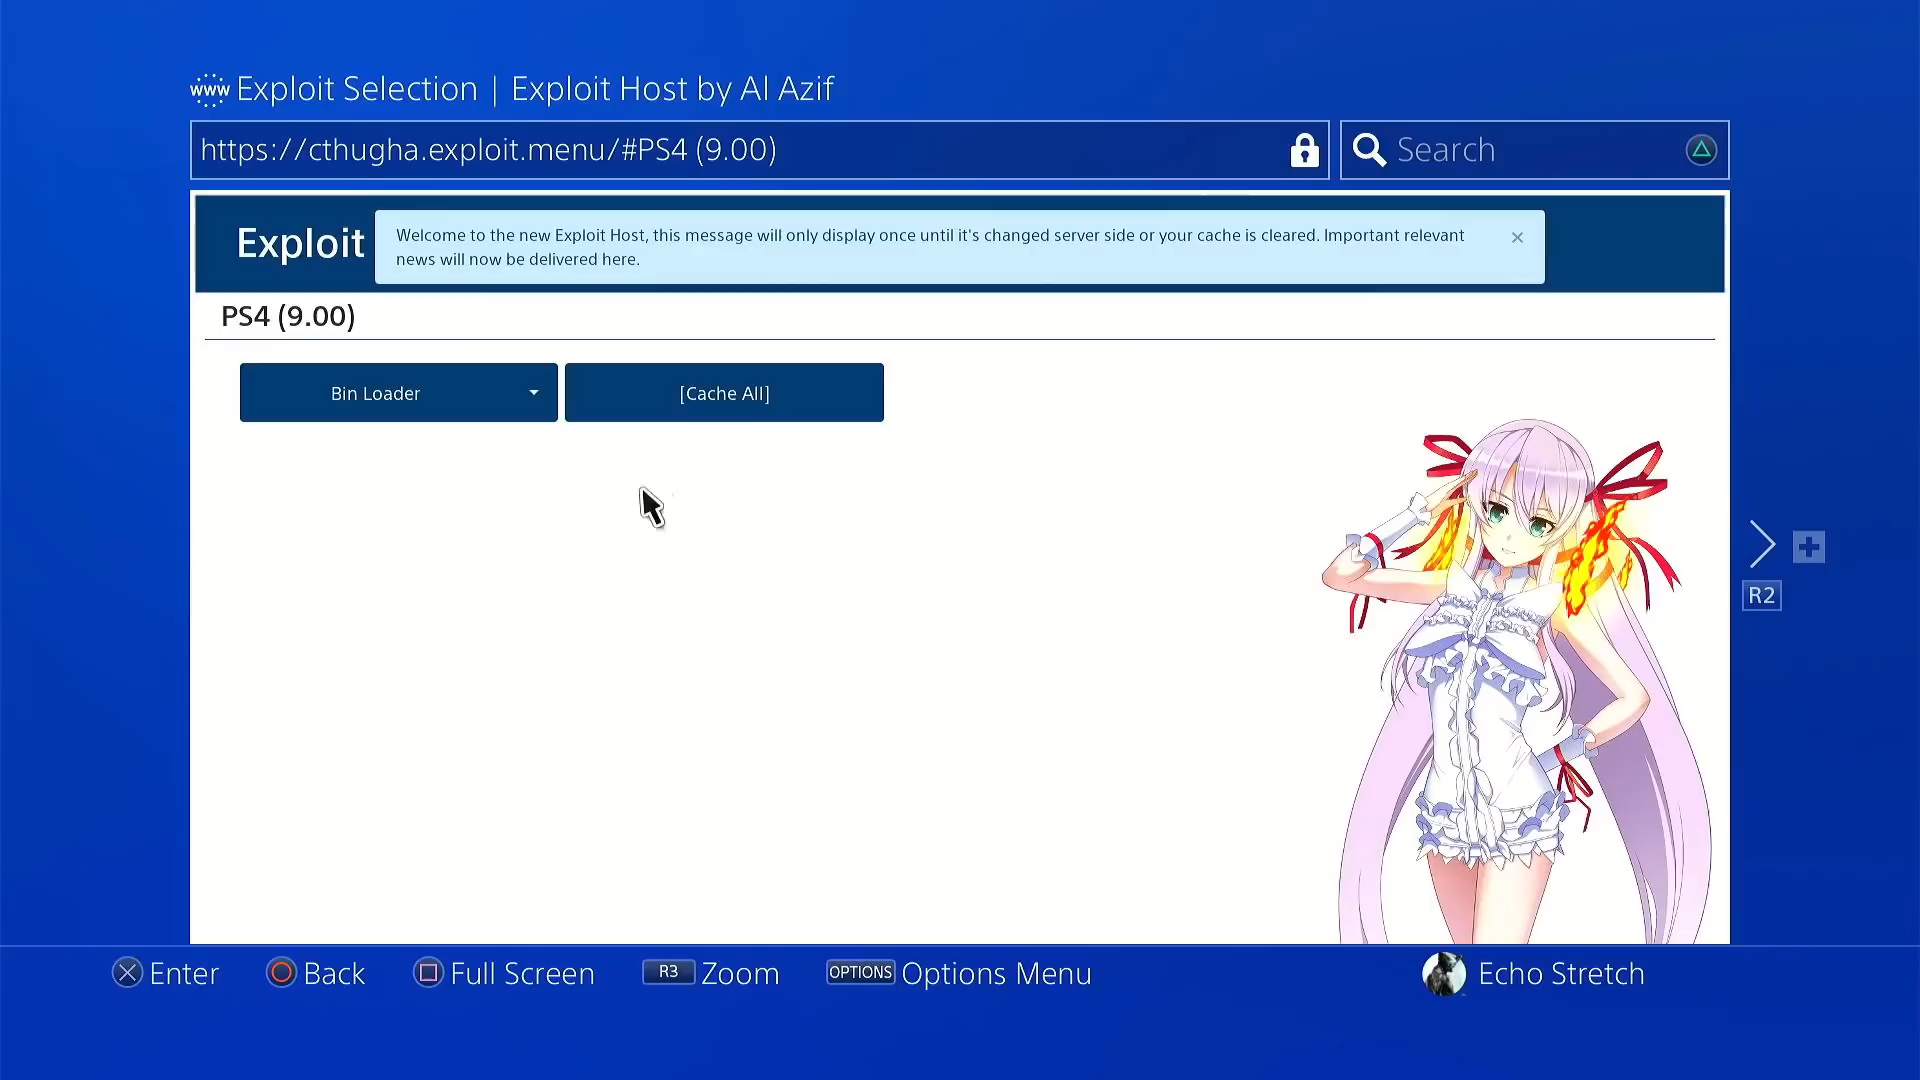 www Exploit Selection | Exploit Host by Al Azif
https://cthugha.exploit.menu/#PS4 (9.00)
Search
Exploit
Welcome to the new Exploit Host, this message will only display once until it's changed server side or your cache is cleared. Important relevant
news will now be delivered here.
PS4 (9.00)
Bin Loader
[Cache All]
R2
Enter
Back
Full Screen
R3 Zoom
OPTIONS Options Menu
Echo Stretch